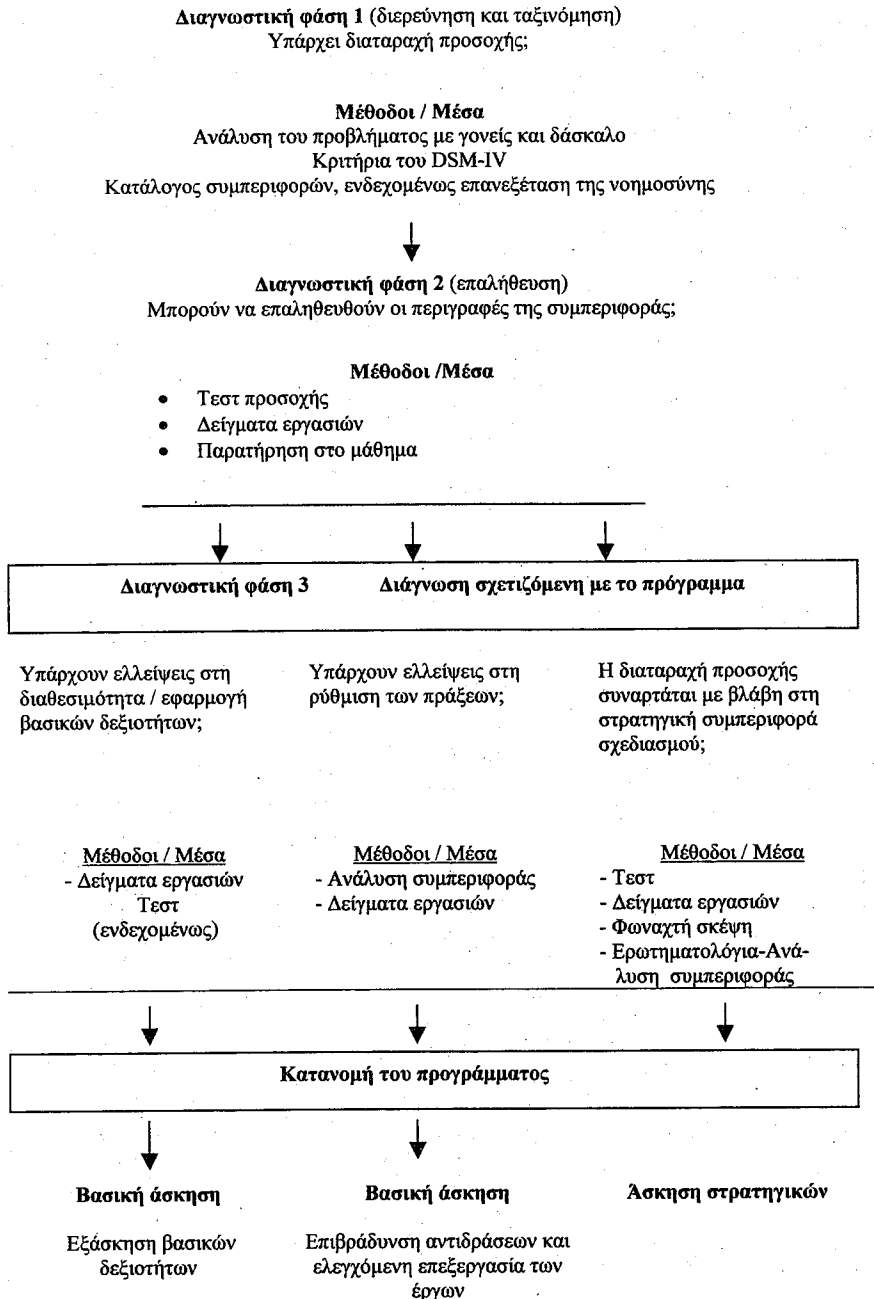 Διαγνωστική φάση 1 (διερεύνηση και ταξινόμηση)
Υπάρχει διαταραχή προσοχής;
Μέθοδοι / Μέσα
Ανάλυση του προβλήματος με γονείς και δάσκαλο
Κριτήρια του DSM-IV
Κατάλογος συμπεριφορών, ενδεχομένως επανεξέταση της νοημοσύνης
Διαγνωστική φάση 2 (επαλήθευση)
Μπορούν να επαληθευθούν οι περιγραφές της συμπεριφοράς;
Μέθοδοι /Μέσα
• Τεστ προσοχής
• Δείγματα εργασιών
• Παρατήρηση στο μάθημα
Διαγνωστική φάση 3 Διάγνωση σχετιζόμενη με το πρόγραμμα
Υπάρχουν ελλείψεις στη
διαθεσιμότητα / εφαρμογή
βασικών δεξιοτήτων;
Υπάρχουν ελλείψεις στη
ρύθμιση των πράξεων;
Η διαταραχή προσοχής
συναρτάται με βλάβη στη
στρατηγική συμπεριφορά
σχεδιασμού;
Μέθοδοι / Μέσα
- Δείγματα εργασιών
Τεστ
(ενδεχομένως)
Μέθοδοι / Μέσα
- Ανάλυση συμπεριφοράς
- Δείγματα εργασιών
Μέθοδοι / Μέσα
- Τεστ
- Δείγματα εργασιών
- Φωναχτή σκέψη
- Ερωτηματολόγια-Ανά-
λυση συμπεριφοράς
Κατανομή του προγράμματος
Βασική άσκηση
Εξάσκηση βασικών
δεξιοτήτων
Βασική άσκηση
Επιβράδυνση αντιδράσεων και
ελεγχόμενη επεξεργασία των
έργων
Άσκηση στρατηγικών